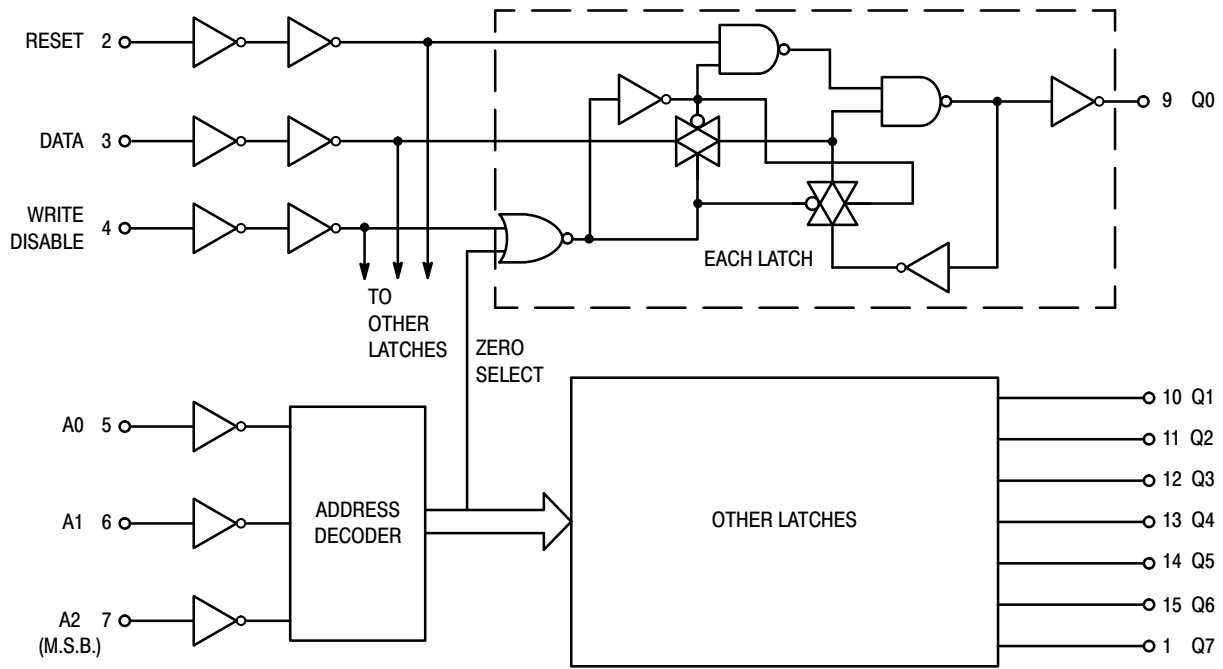 RESET 2
DATA 3
WRITE
DISABLE 4
9 Q0
EACH LATCH
TO
OTHER
LATCHES
ZERO
SELECT
A0 5
A1 6
A2 7
(M.S.B.)
ADDRESS
DECODER
OTHER LATCHES
10 Q1
11 Q2
12 Q3
13 Q4
14 Q5
15 Q6
1 Q7